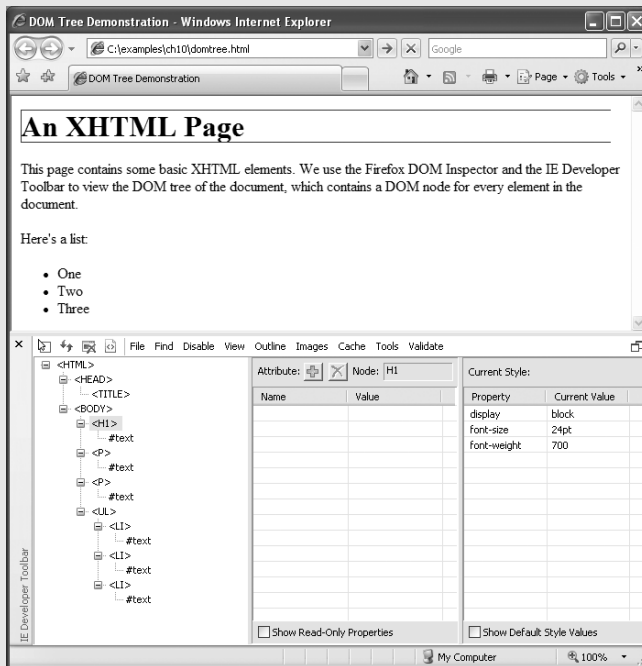 DOM Tree Demonstration - Windows Internet Explorer
C:\examples\ch10\domtree.html
Google
DOM Tree Demonstration
Page
Tools
An XHTML Page
This page contains some basic XHTML elements. We use the Firefox DOM Inspector and the IE Developer
Toolbar to view the DOM tree of the document, which contains a DOM node for every element in the
document.
Here's a list:
• One
• Two
• Three
File Find Disable View Outline Images Cache Tools Validate
<HTML>
<HEAD>
<TITLE>
<BODY>
<H1>
#text
<P>
#text
<P>
#text
<UL>
<LI>
#text
<LI>
#text
<LI>
#text
IE Developer Toolbar
Attribute: Node: H1
Name Value
Show Read-Only Properties
Current Style:
Property Current Value
display block
font-size 24pt
font-weight 700
Show Default Style Values
My Computer
100%